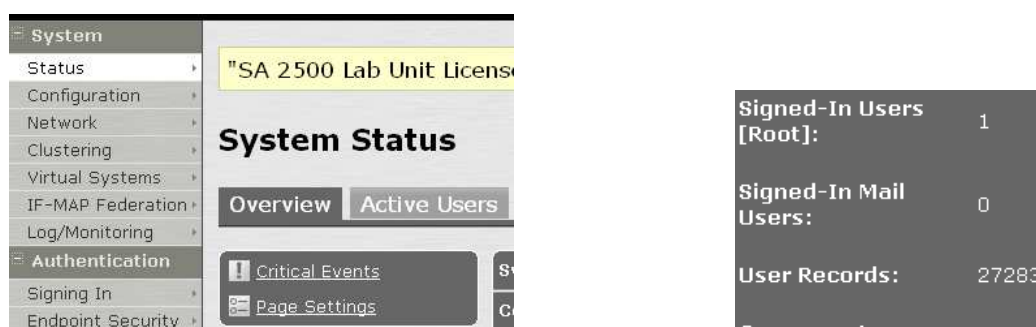 System
Status
Configuration
Network
Clustering
Virtual Systems
IF-MAP Federation
Log/Monitoring
Authentication
Signing In
Endpoint Security
"SA 2500 Lab Unit License
System Status
Overview Active Users
Critical Events
Page Settings
Signed-In Users
[Root]: 1
Signed-In Mail
Users: 0
User Records: 27283